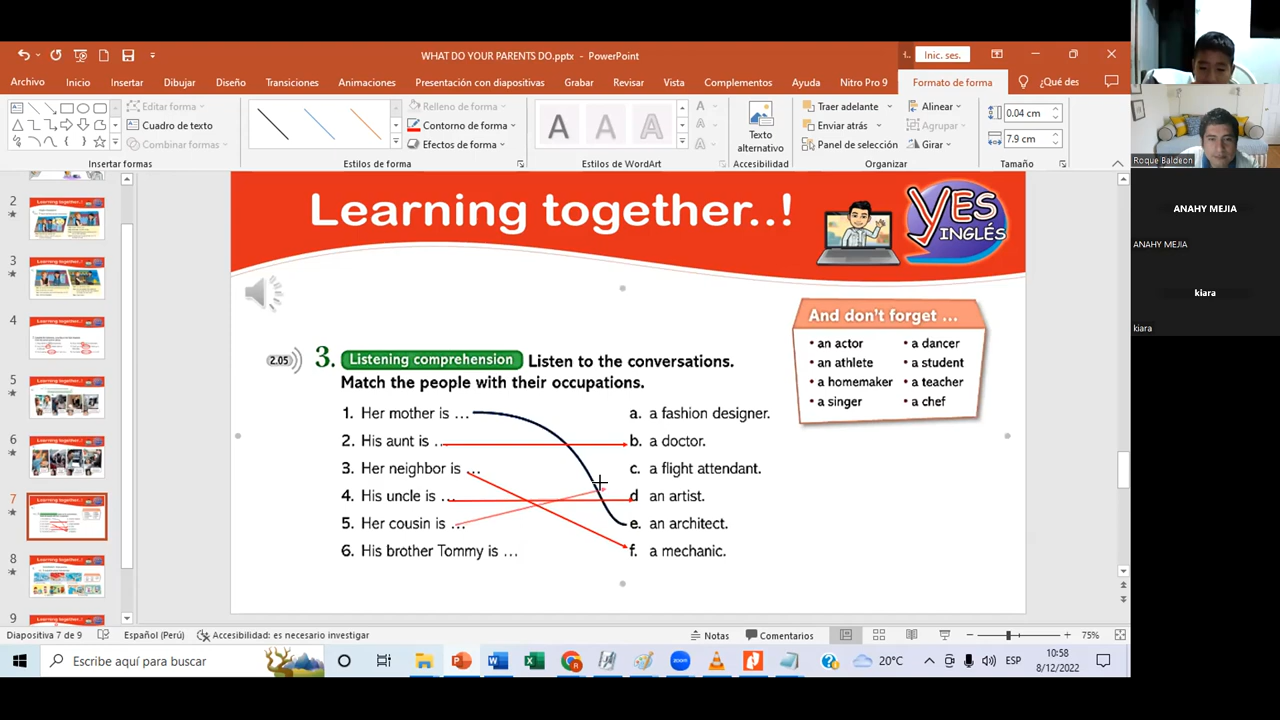 WHAT DO YOUR PARENTS DO.pptx - PowerPoint
Inic. ses.
Archivo Inicio Insertar Dibujar Diseño Transiciones Animaciones Presentación con diapositivas Grabar Revisar Vista Complementos Ayuda Nitro Pro 9 Formato de forma ¿Qué des
Editar forma
Cuadro de texto
Combinar formas
Insertar formas
Relleno de forma
Contorno de forma
Efectos de forma
Estilos de forma
A A A
Estilos de WordArt
Texto
alternativo
Accesibilidad
Traer adelante
Enviar atrás
Panel de selección
Alinear
Agrupar
Girar
Organizar
0.04 cm
7.9 cm
Tamaño
2
3
4
5
6
7
8
9
Learning together..!
YES
INGLÉS
2.05
3. Listening comprehension Listen to the conversations.
Match the people with their occupations.
1. Her mother is ...
2. His aunt is ..
3. Her neighbor is ...
4. His uncle is ...
5. Her cousin is ...
6. His brother Tommy is ...
a. a fashion designer.
b. a doctor.
c. a flight attendant.
d an artist.
e. an architect.
f. a mechanic.
And don't forget ...
• an actor
• an athlete
• a homemaker
• a singer
• a dancer
• a student
• a teacher
• a chef
Roque Baldeon
ANAHY MEJIA
ANAHY MEJIA
kiara
kiara
Diapositiva 7 de 9 Español (Perú) Accesibilidad: es necesario investigar Notas Comentarios 75%
Escribe aquí para buscar
20°C
ESP
10:58
8/12/2022